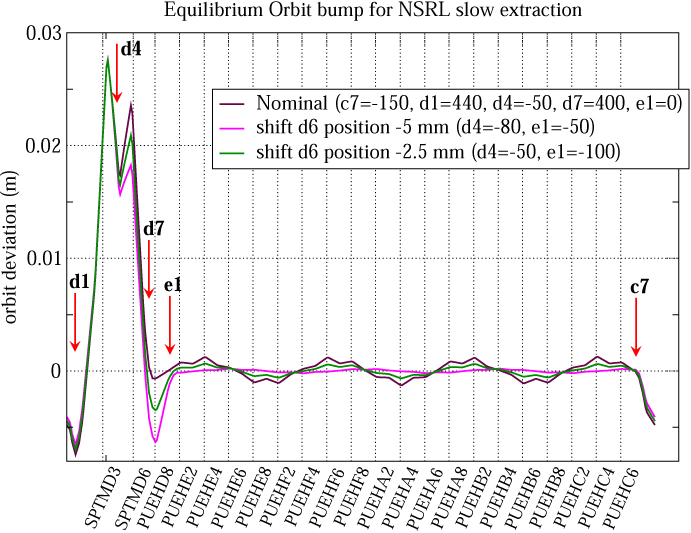 Equilibrium Orbit bump for NSRL slow extraction
0.03
0.02
0.01
0
orbit deviation (m)
d4
Nominal (c7=-150, d1=440, d4=-50, d7=400, e1=0)
shift d6 position -5 mm (d4=-80, e1=-50)
shift d6 position -2.5 mm (d4=-50, e1=-100)
d7
d1
e1
c7
SPTMD3
SPTMD6
PUEHD8
PUEHE2
PUEHE4
PUEHE6
PUEHE8
PUEHF2
PUEHF4
PUEHF6
PUEHF8
PUEHA2
PUEHA4
PUEHA6
PUEHA8
PUEHB2
PUEHB4
PUEHB6
PUEHB8
PUEHC2
PUEHC4
PUEHC6